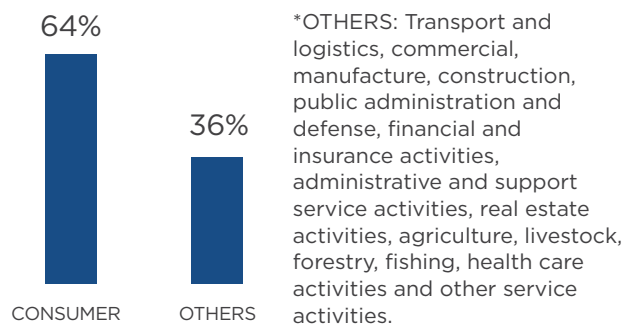 64%
36%
CONSUMER
OTHERS
*OTHERS: Transport and
logistics, commercial,
manufacture, construction,
public administration and
defense, financial and
insurance activities,
administrative and support
service activities, real estate
activities, agriculture, livestock,
forestry, fishing, health care
activities and other service
activities.